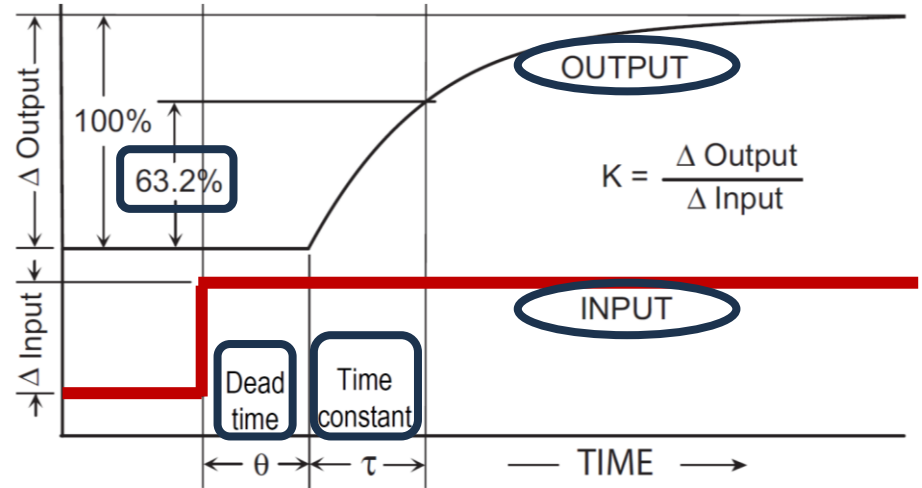 Δ Output
100%
63.2%
OUTPUT
K = Δ Output
Δ Input
Δ Input
INPUT
Dead
time
Time
constant
θ
τ
TIME